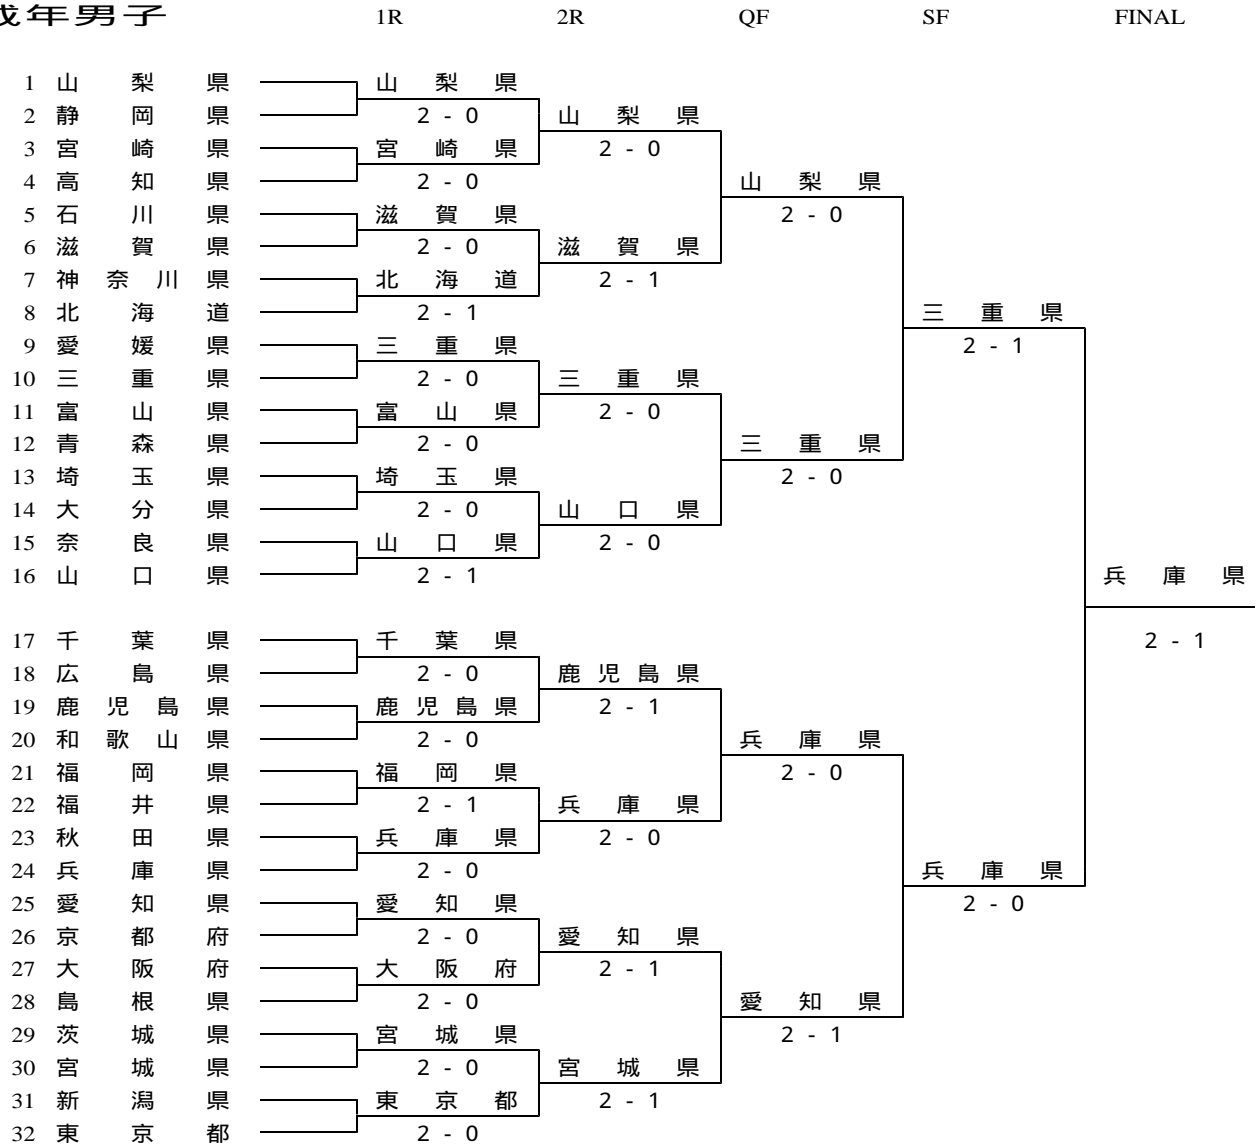 成年男子 1R 2R QF SF FINAL
1 山梨県 山梨県
2 静岡県 2 - 0 山梨県
3 宮崎県 宮崎県 2 - 0
4 高知県 2 - 0 山梨県
5 石川県 滋賀県 2 - 0
6 滋賀県 2 - 0 滋賀県
7 神奈川県 北海道 2 - 1
8 北海道 2 - 1 三重県
9 愛媛県 三重県 2 - 1
10 三重県 2 - 0 三重県
11 富山県 富山県 2 - 0
12 青森県 2 - 0 三重県
13 埼玉県 埼玉県 2 - 0
14 大分県 2 - 0 山口県
15 奈良県 山口県 2 - 0
16 山口県 2 - 1 兵庫県
17 千葉県 千葉県 2 - 1
18 広島県 2 - 0 鹿児島県
19 鹿児島県 鹿児島県 2 - 1
20 和歌山県 2 - 0 兵庫県
21 福岡県 福岡県 2 - 0
22 福井県 2 - 1 兵庫県
23 秋田県 兵庫県 2 - 0
24 兵庫県 2 - 0 兵庫県
25 愛知県 愛知県 2 - 0
26 京都府 2 - 0 愛知県
27 大阪府 大阪府 2 - 1
28 島根県 2 - 0 愛知県
29 茨城県 宮城県 2 - 1
30 宮城県 2 - 0 宮城県
31 新潟県 東京都 2 - 1
32 東京都 2 - 0